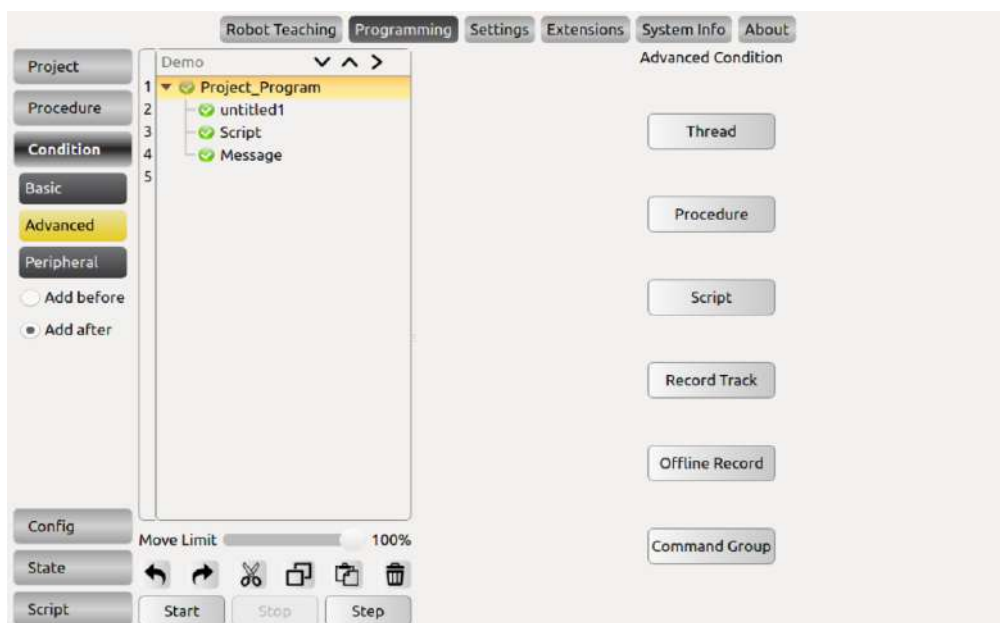 Robot Teaching Programming Settings Extensions System Info About
Project
Procedure
Condition
Basic
Advanced
Peripheral
Add before
Add after
Config
State
Script
Demo
1 Project_Program
2 untitled1
3 Script
4 Message
5
Move Limit 100%
Start Stop Step
Advanced Condition
Thread
Procedure
Script
Record Track
Offline Record
Command Group